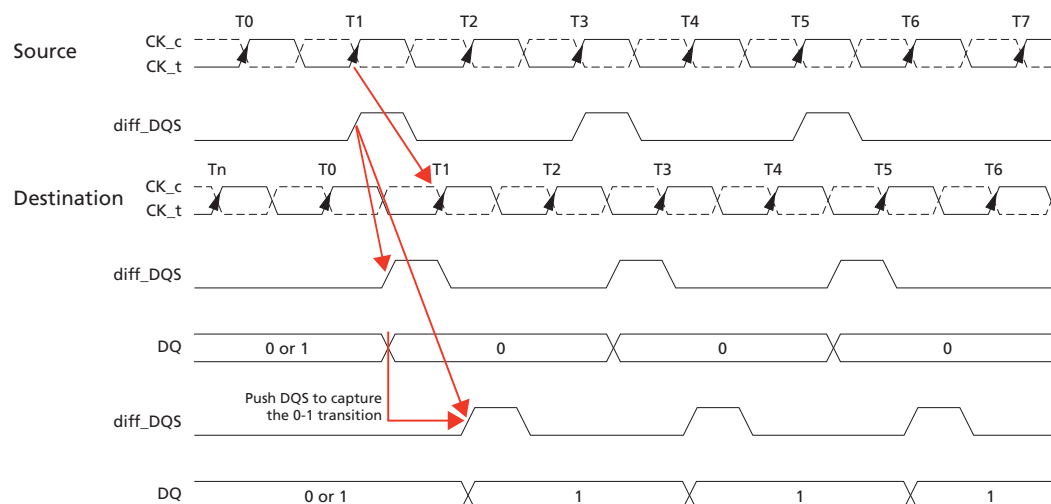 T0 T1 T2 T3 T4 T5 T6 T7
Source
CK_c
CK_t
diff_DQS
Tn T0 T1 T2 T3 T4 T5 T6
Destination
CK_c
CK_t
diff_DQS
DQ 0 or 1 0 0 0
Push DQS to capture
the 0-1 transition
diff_DQS
DQ 0 or 1 1 1 1